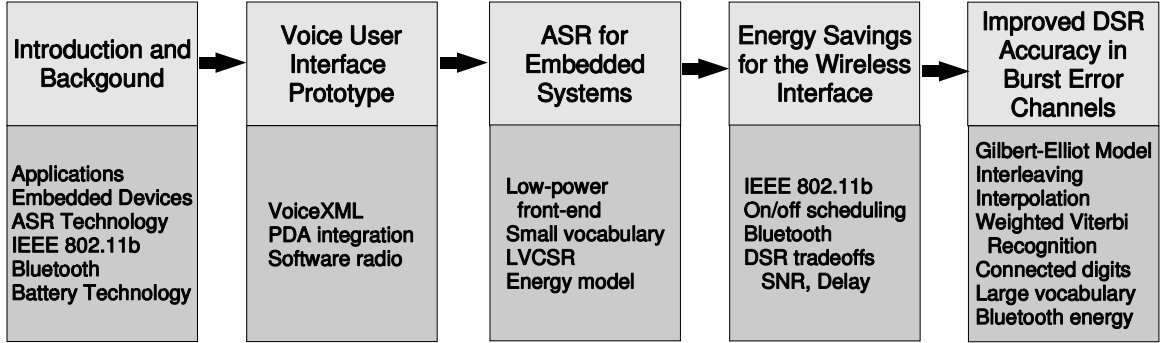 Introduction and
Backgound
Applications
Embedded Devices
ASR Technology
IEEE 802.11b
Bluetooth
Battery Technology
Voice User
Interface
Prototype
VoiceXML
PDA integration
Software radio
ASR for
Embedded
Systems
Low-power
front-end
Small vocabulary
LVCSR
Energy model
Energy Savings
for the Wireless
Interface
IEEE 802.11b
On/off scheduling
Bluetooth
DSR tradeoffs
SNR, Delay
Improved DSR
Accuracy in
Burst Error
Channels
Gilbert-Elliot Model
Interleaving
Interpolation
Weighted Viterbi
Recognition
Connected digits
Large vocabulary
Bluetooth energy